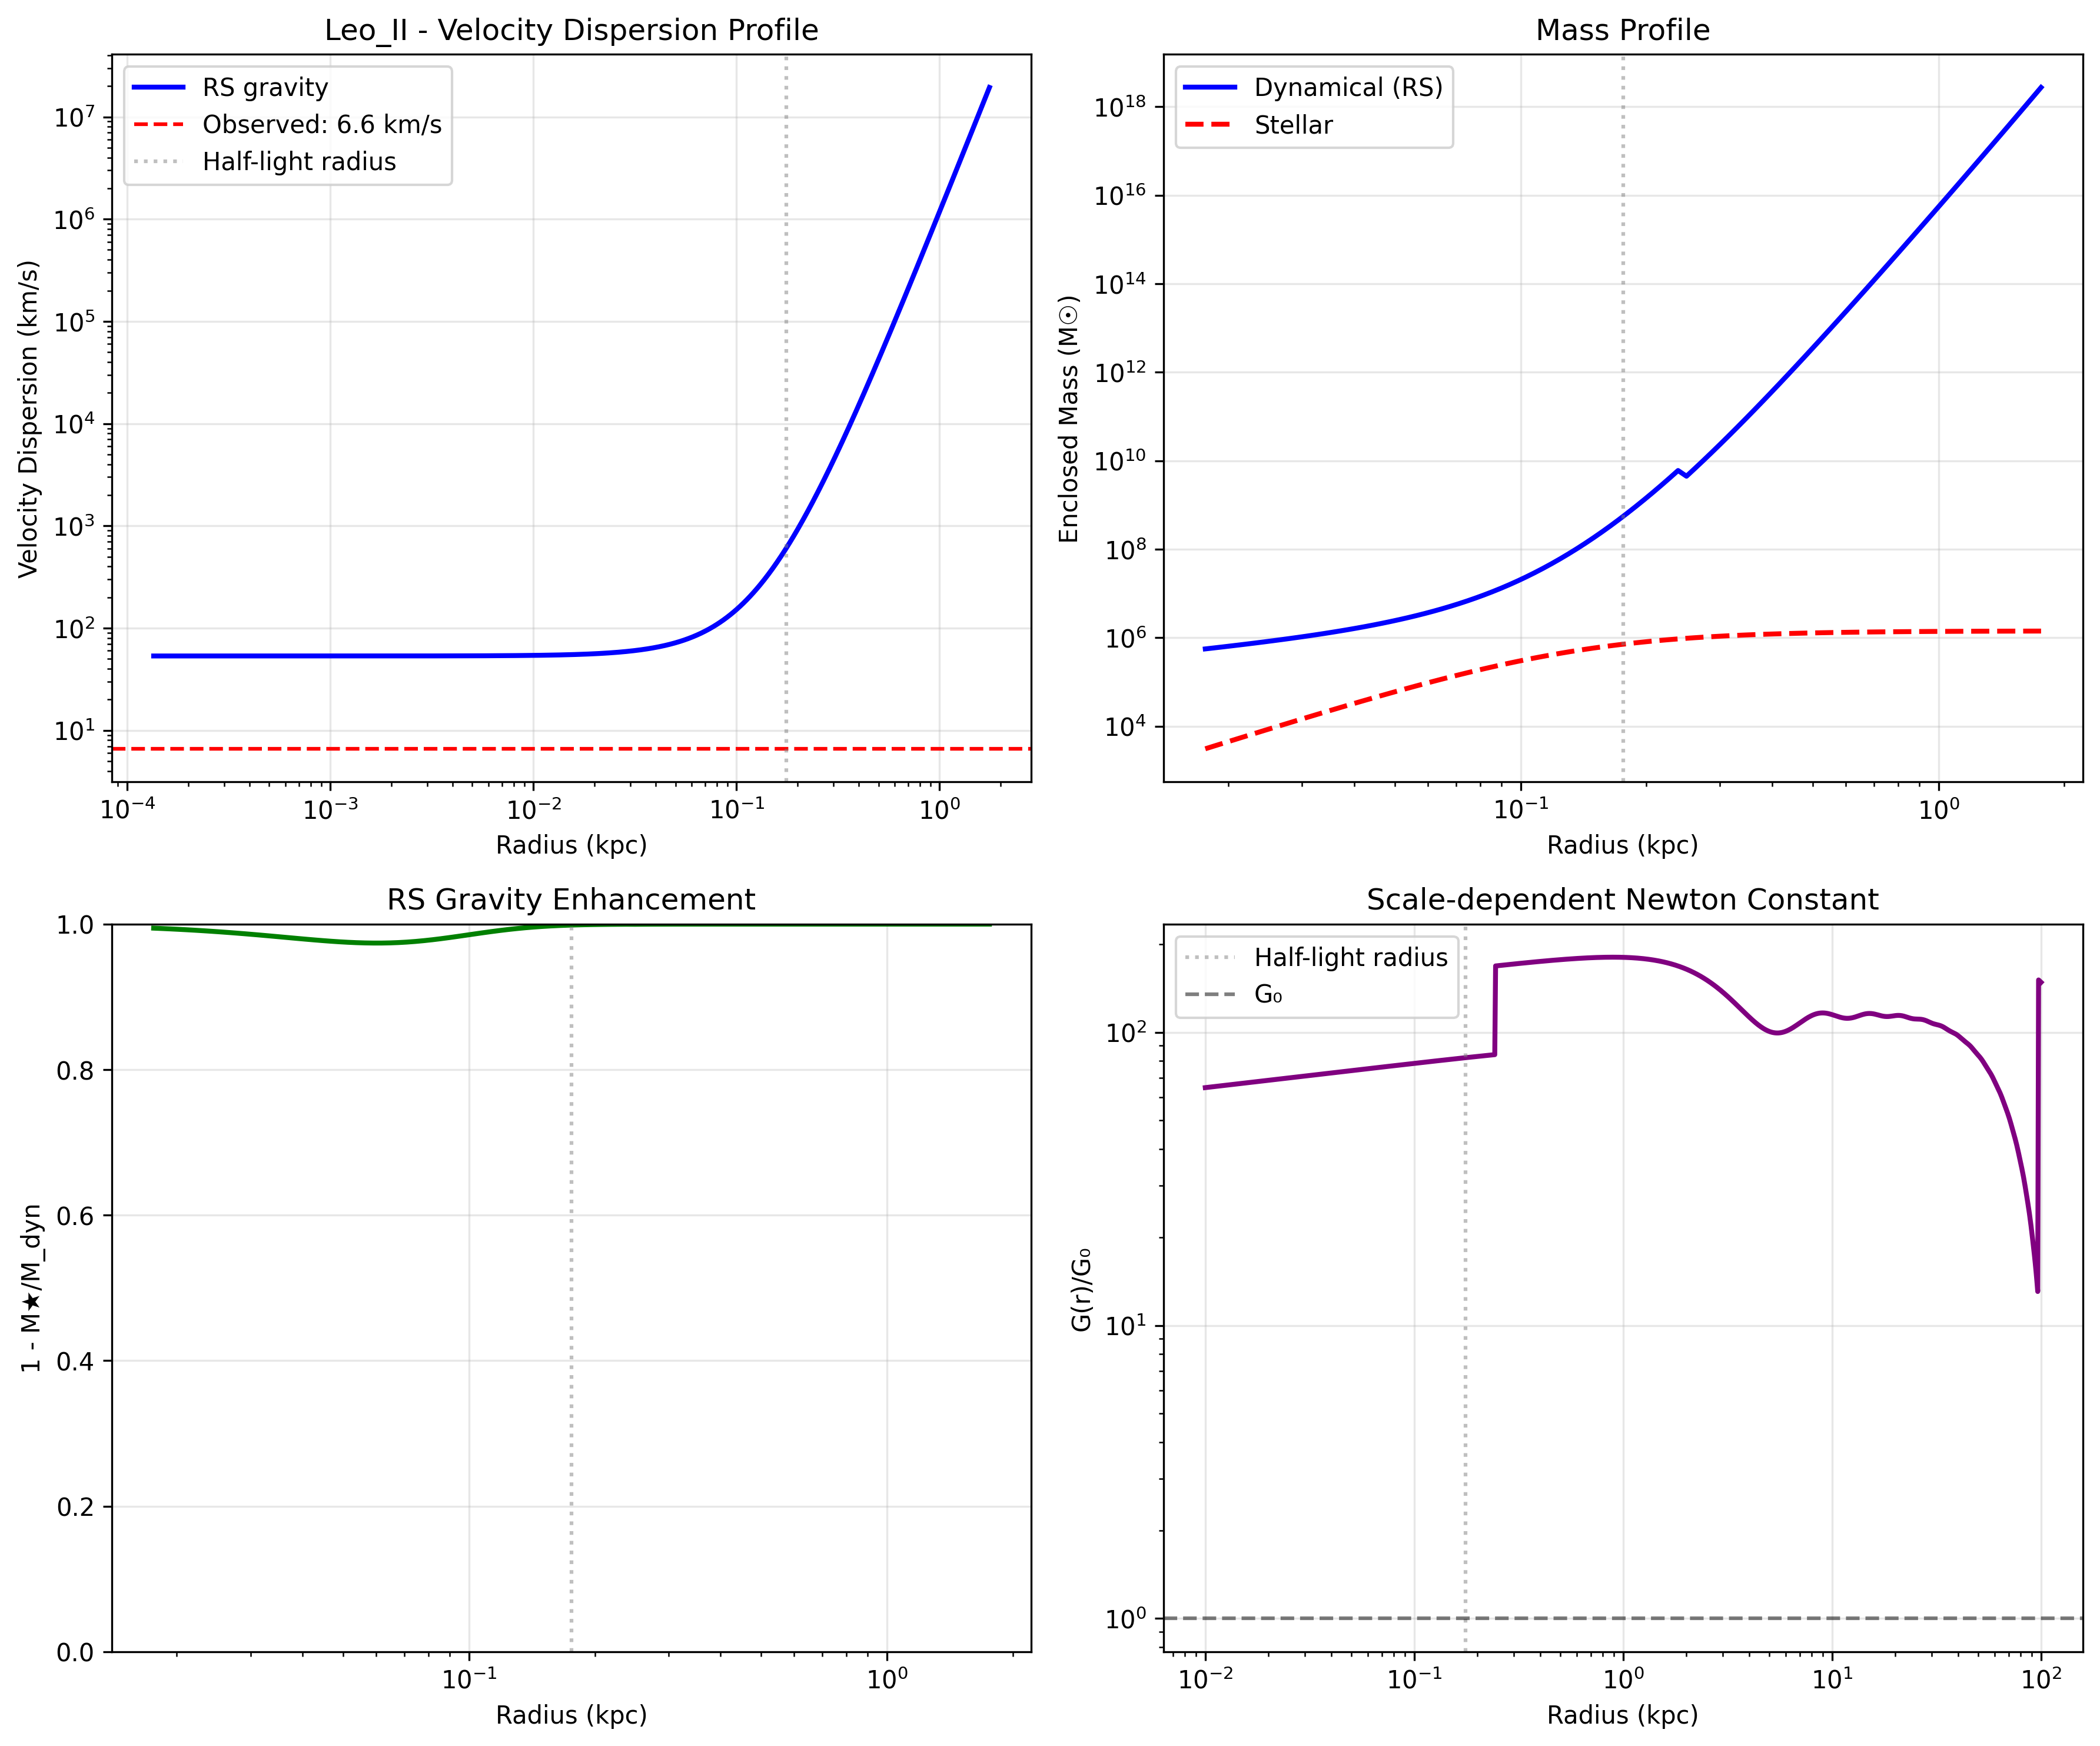 Leo_II - Velocity Dispersion Profile
Velocity Dispersion (km/s)
10⁷
10⁶
10⁵
10⁴
10³
10²
10¹
RS gravity
Observed: 6.6 km/s
Half-light radius
10⁻⁴ 10⁻³ 10⁻² 10⁻¹ 10⁰
Radius (kpc)
Mass Profile
Enclosed Mass (M☉)
10¹⁸
10¹⁶
10¹⁴
10¹²
10¹⁰
10⁸
10⁶
10⁴
Dynamical (RS)
Stellar
10⁻¹ 10⁰
Radius (kpc)
RS Gravity Enhancement
1 - M★/M_dyn
1.0
0.8
0.6
0.4
0.2
0.0
10⁻¹ 10⁰
Radius (kpc)
Scale-dependent Newton Constant
G(r)/G₀
10²
10¹
10⁰
Half-light radius
G₀
10⁻² 10⁻¹ 10⁰ 10¹ 10²
Radius (kpc)